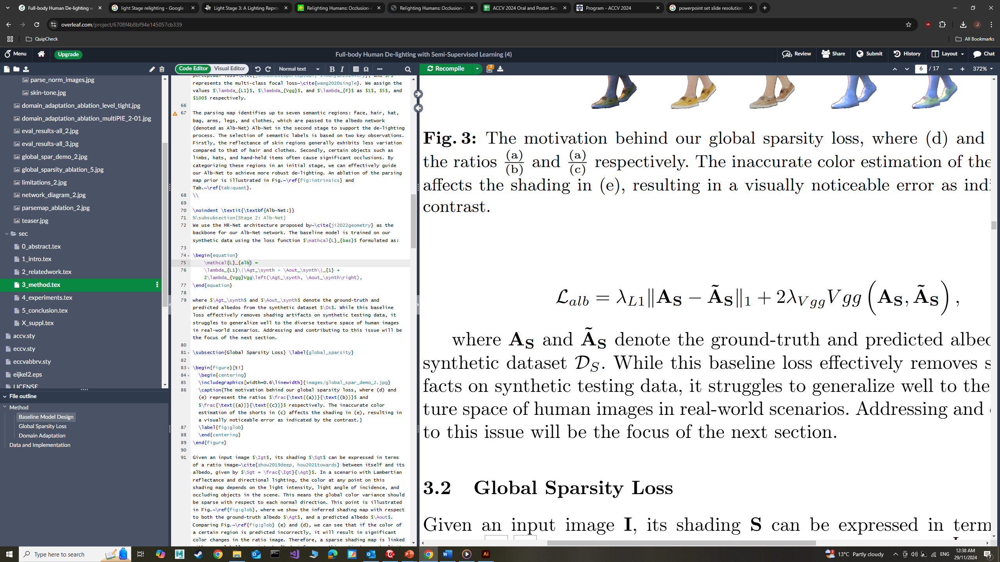 Full-body Human De-lighting w
light Stage relighting - Google
Light Stage 3: A Lighting Repro
Relighting Humans: Occlusion-
Relighting Humans: Occlusion-
ACCV 2024 Oral and Poster Ses
Program - ACCV 2024
powerpoint set slide resolution
overleaf.com/project/6708f4b8bf94e145057cb339
QuipCheck
All Bookmarks
Menu
Upgrade
Full-body Human De-lighting with Semi-Supervised Learning (4)
Review
Share
Submit
History
Layout
Chat
Code Editor
Visual Editor
Normal text
Recompile
3
6 / 17
372%
parse_norm_images.jpg
skin-tone.jpg
domain_adaptation_ablation_level_tight.jpg
domain_adaptation_ablation_multiPIE_2-01.jpg
eval_results-all_2.jpg
eval_results-all_3.jpg
global_spar_demo_2.jpg
global_sparsity_ablation_5.jpg
limitations_2.jpg
network_diagram_2.jpg
parsemap_ablation_2.jpg
teaser.jpg
sec
0_abstract.tex
1_intro.tex
2_relatedwork.tex
3_method.tex
4_experiments.tex
5_conclusion.tex
X_suppl.tex
accv.sty
eccv.sty
eccvabbrv.sty
eijkel2.eps
LICENSE
File outline
Method
Baseline Model Design
Global Sparsity Loss
Domain Adaptation
Data and Implementation
represents the multi-class focal loss~\cite{wang2020single}. We assign the
values $\lambda_{L1}$, $\lambda_{Vgg}$, and $\lambda_{F}$ as $1$, $5$, and
$100$ respectively.
66
67 The parsing map identifies up to seven semantic regions: face, hair, hat,
bag, arms, legs, and clothes, which are passed to the albedo network
(denoted as Alb-Net) Alb-Net in the second stage to support the de-lighting
process. The selection of semantic labels is based on two key observations.
Firstly, the reflectance of skin regions generally exhibits less variation
compared to that of hair and clothes. Secondly, certain objects such as
limbs, hats, and hand-held items often cause significant occlusions. By
categorizing these regions in an initial stage, we can effectively guide
our Alb-Net to achieve more robust de-lighting. An ablation of the parsing
map prior is illustrated in Fig.~\ref{fig:intrinsics} and
Tab.~\ref{tab:quant}.
68 \\
69
70 \noindent \textit{\textbf{Alb-Net:}}
71 %\subsubsection{Stage 2: Alb-Net}
72 We use the HR-Net architecture proposed by~\cite{ji2022geometry} as the
backbone for our Alb-Net network. The baseline model is trained on our
synthetic data using the loss function $\mathcal{L}_{bas}$ formulated as:
73
74 \begin{equation}
75 \mathcal{L}_{alb} =
76 \lambda_{L1}\|\Agt_\synth - \Aout_\synth\|_{1} +
2\lambda_{Vgg}Vgg\left(\Agt_\synth, \Aout_\synth\right),
77 \end{equation}
78
79 where $\Agt_\synth$ and $\Aout_\synth$ denote the ground-truth and
predicted albedos from the synthetic dataset $\Ds$. While this baseline
loss effectively removes shading artifacts on synthetic testing data, it
struggles to generalize well to the diverse texture space of human images
in real-world scenarios. Addressing and contributing to this issue will be
the focus of the next section.
80
81 \subsection{Global Sparsity Loss} \label{global_sparsity}
82
83 \begin{figure}[t!]
84 \begin{centering}
85 \includegraphics[width=0.6\linewidth]{images/global_spar_demo_2.jpg}
86 \caption{The motivation behind our global sparsity loss, where (d) and
(e) represent the ratios $\frac{\text{(a)}}{\text{(b)}}$ and
$\frac{\text{(a)}}{\text{(c)}}$ respectively. The inaccurate color
estimation of the shorts in (c) affects the shading in (e), resulting in
a visually noticeable error as indicated by the contrast.}
87 \label{fig:glob}
88 \end{centering}
89 \end{figure}
90
91 Given an input image $\Igt$, its shading $\Sgt$ can be expressed in terms
of a ratio image~\cite{zhou2019deep, hou2021towards} between itself and its
albedo, given by $\Sgt = \frac{\Igt}{\Agt}$. In a scenario with Lambertian
reflectance and directional lighting, the color at any point on this
shading map depends on the light intensity, light angle of incidence, and
occluding objects in the scene. This means the global color variance should
be sparse with respect to each normal direction. This point is illustrated
in Fig.~\ref{fig:glob}, where we show the inferred shading map with respect
to both the ground-truth albedo $\Agt$, and a predicted albedo $\Aout$.
Comparing Fig.~\ref{fig:glob} (e) and (d), we can see that if the color of
a certain region is predicted incorrectly, it will result in significant
color changes in the ratio image. Therefore, a sparse shading map is linked
Fig. 3: The motivation behind our global sparsity loss, where (d) and
the ratios (a)/(b) and (a)/(c) respectively. The inaccurate color estimation of the
affects the shading in (e), resulting in a visually noticeable error as indi
contrast.
ℒ_alb = λ_L1‖A_S − Ã_S‖_1 + 2λ_Vgg Vgg (A_S, Ã_S),
where A_S and Ã_S denote the ground-truth and predicted albed
synthetic dataset 𝒟_S. While this baseline loss effectively removes s
facts on synthetic testing data, it struggles to generalize well to the
ture space of human images in real-world scenarios. Addressing and
to this issue will be the focus of the next section.
3.2 Global Sparsity Loss
Given an input image I, its shading S can be expressed in term
Type here to search
13°C Partly cloudy
ENG
12:38 AM
29/11/2024